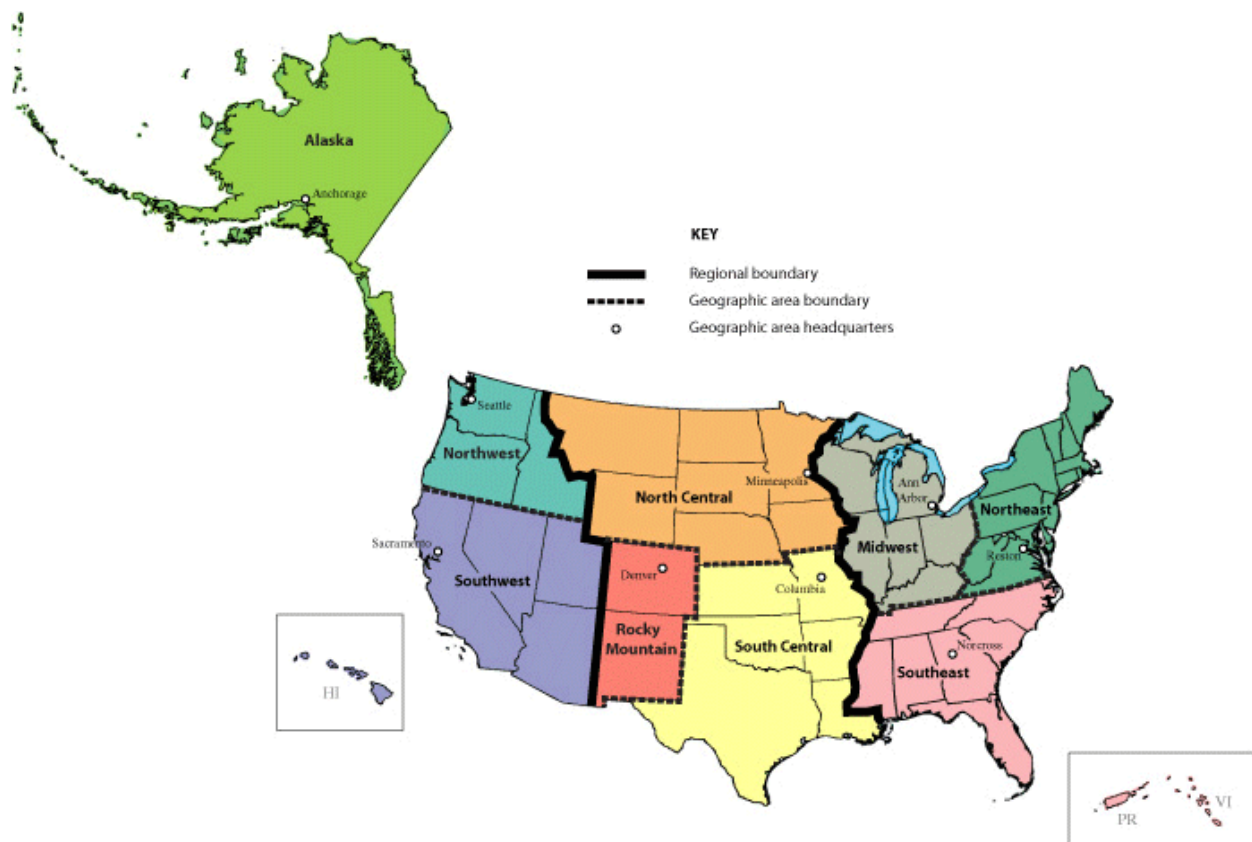 Alaska
Anchorage
KEY
Regional boundary
Geographic area boundary
Geographic area headquarters
Seattle
Northwest
Minneapolis
North Central
Ann
Arbor
Northeast
Sacramento
Midwest
Reston
Southwest
Denver
Columbia
Rocky
Mountain
South Central
Norcross
Southeast
HI
PR
VI